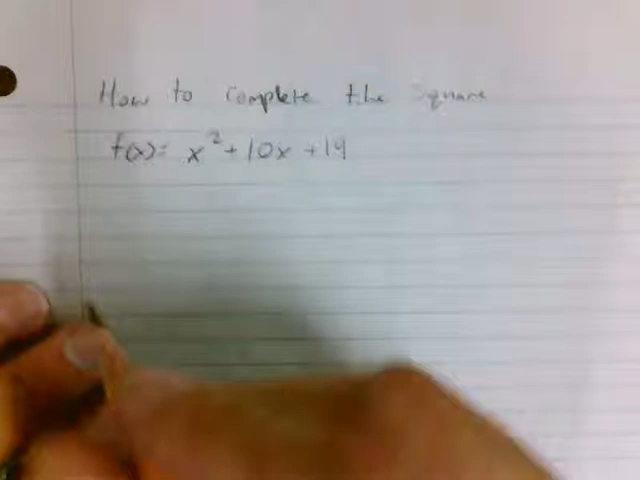 How to complete the Square
f(x)= x²+10x+19